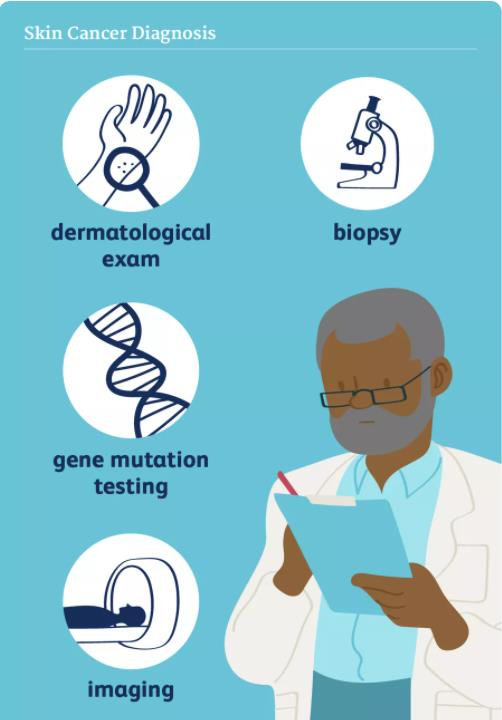 Skin Cancer Diagnosis
dermatological
exam
biopsy
gene mutation
testing
imaging